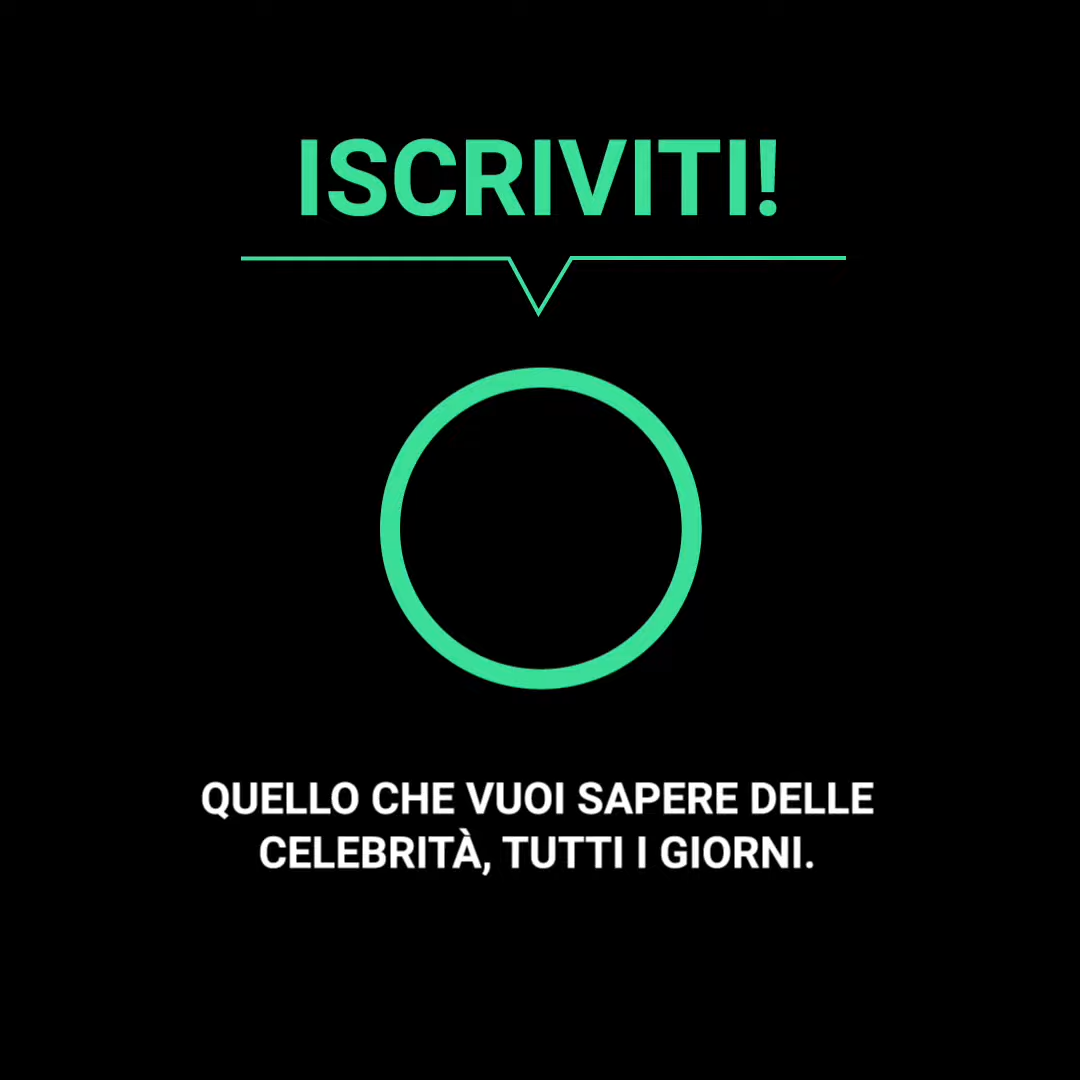 ISCRIVITI!
QUELLO CHE VUOI SAPERE DELLE
CELEBRITÀ, TUTTI I GIORNI.